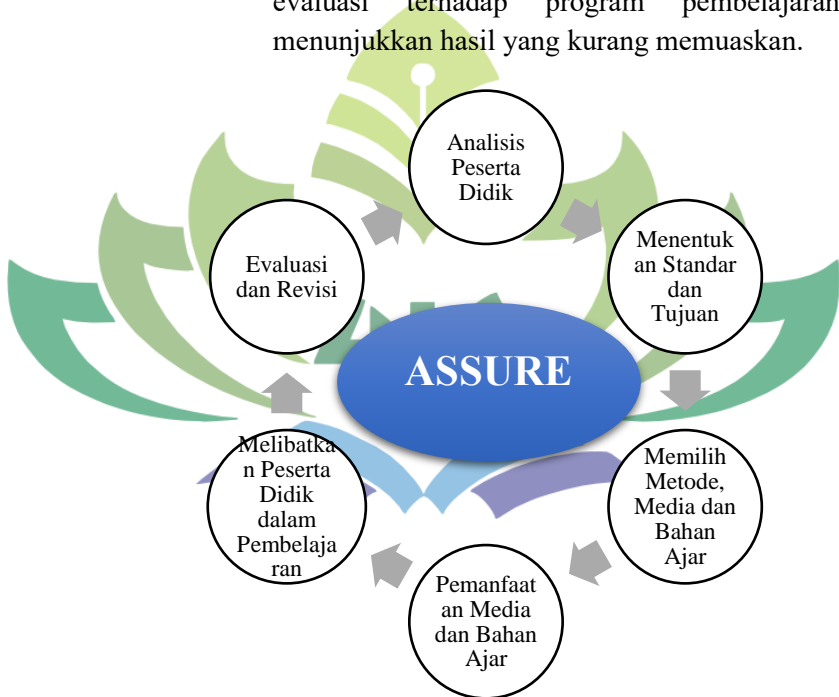 evaluasi terhadap program pembelajaran
menunjukkan hasil yang kurang memuaskan.
Analisis
Peserta
Didik
Menentuk
an Standar
dan
Tujuan
Memilih
Metode,
Media dan
Bahan
Ajar
Pemanfaat
an Media
dan Bahan
Ajar
Melibatka
n Peserta
Didik
dalam
Pembelaja
ran
Evaluasi
dan Revisi
ASSURE